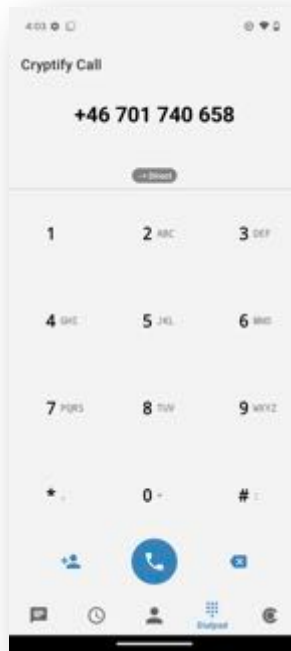 4:03
Cryptify Call
+46 701 740 658
Direct
1
2 ABC
3 DEF
4 GHI
5 JKL
6 MNO
7 PQRS
8 TUV
9 WXYZ
*
0 +
#
Dialpad